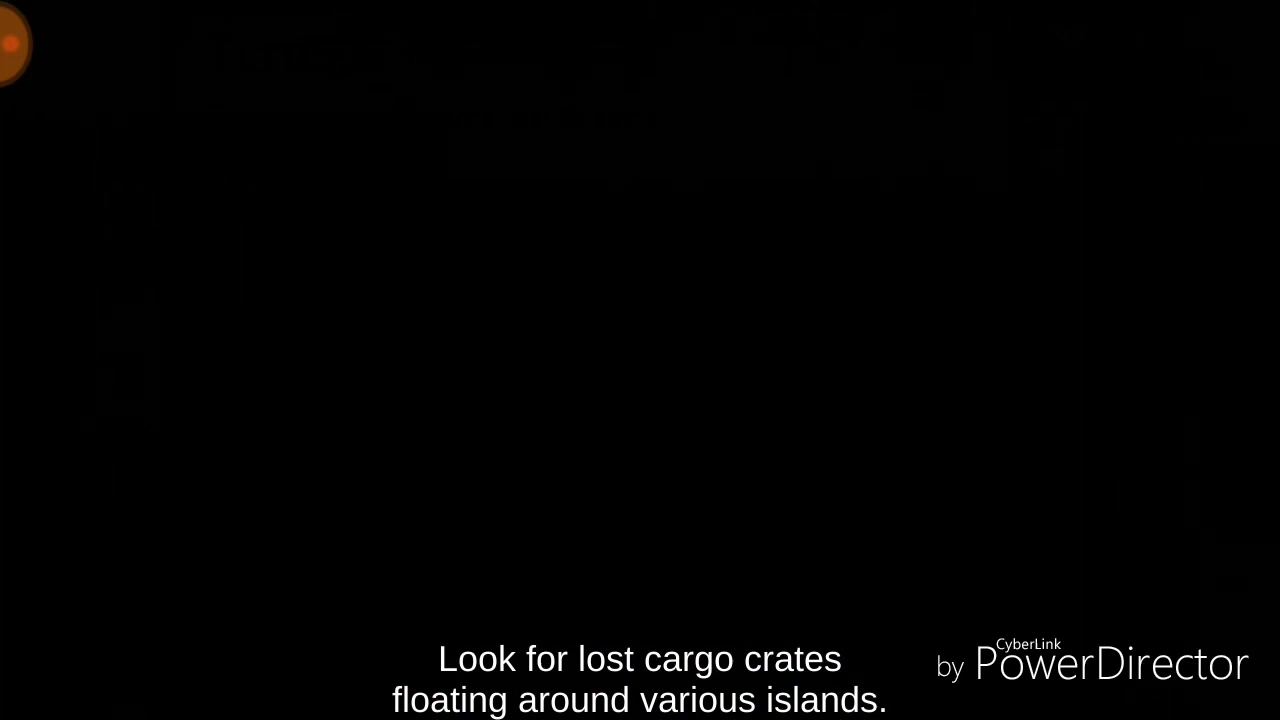 Look for lost cargo crates
floating around various islands.
by CyberLink
PowerDirector